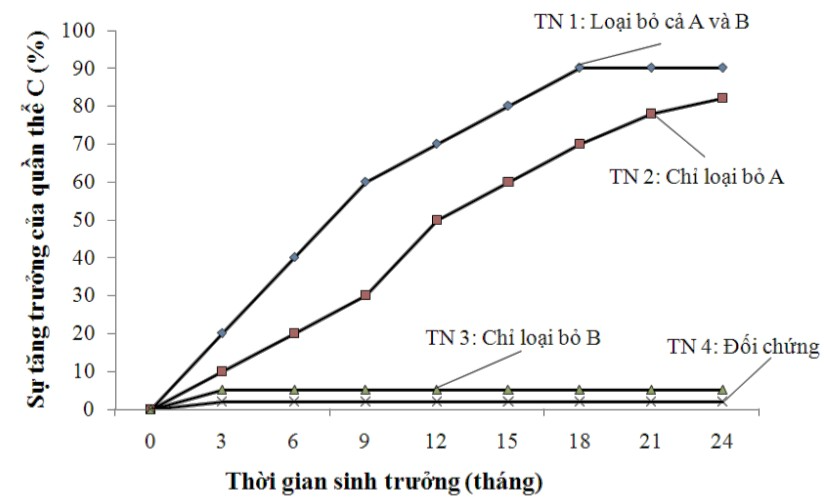 TN 1: Loại bỏ cả A và B
100
90
80
70
60
50
40
30
20
10
0
Sự tăng trưởng của quần thể C (%)
TN 2: Chỉ loại bỏ A
TN 3: Chỉ loại bỏ B
TN 4: Đối chứng
0 3 6 9 12 15 18 21 24
Thời gian sinh trưởng (tháng)